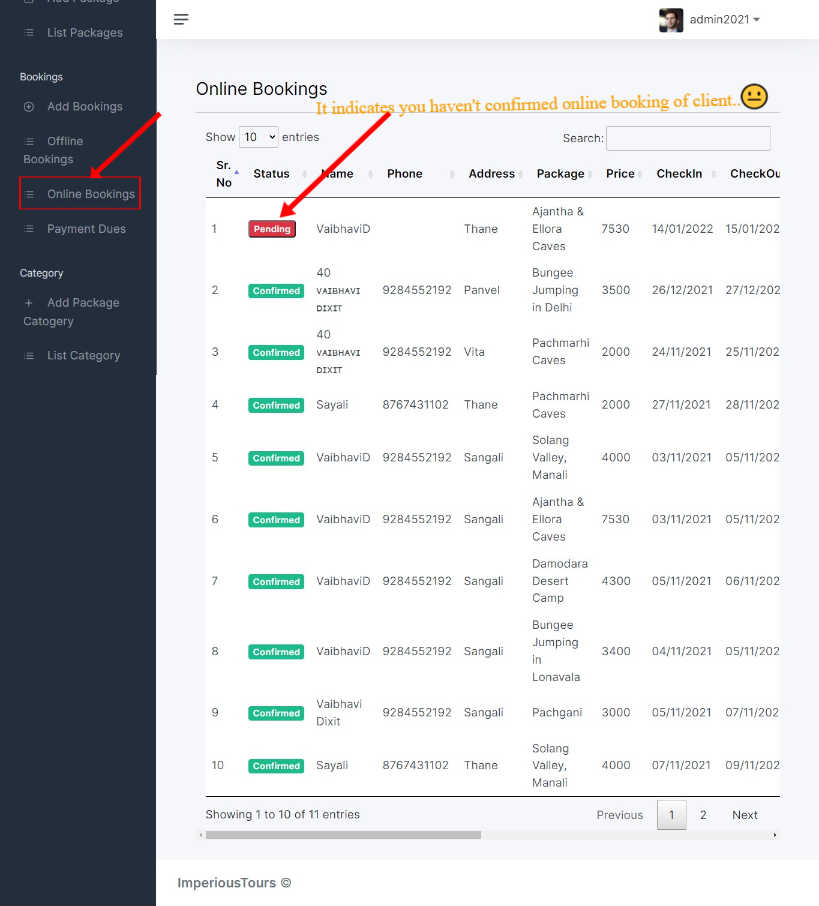 Add Package
admin2021
List Packages
Bookings
Add Bookings
Offline
Bookings
Online Bookings
Payment Dues
Category
Add Package
Catogery
List Category
Online Bookings
It indicates you haven't confirmed online booking of client..
Show 10 entries
Search:
Sr. No Status Name Phone Address Package Price CheckIn CheckOu
1 Pending VaibhaviD Thane Ajantha & Ellora Caves 7530 14/01/2022 15/01/202
2 Confirmed 40 VAIBHAVI DIXIT 9284552192 Panvel Bungee Jumping in Delhi 3500 26/12/2021 27/12/202
3 Confirmed 40 VAIBHAVI DIXIT 9284552192 Vita Pachmarhi Caves 2000 24/11/2021 25/11/202
4 Confirmed Sayali 8767431102 Thane Pachmarhi Caves 2000 27/11/2021 28/11/202
5 Confirmed VaibhaviD 9284552192 Sangali Solang Valley, Manali 4000 03/11/2021 05/11/202
6 Confirmed VaibhaviD 9284552192 Sangali Ajantha & Ellora Caves 7530 03/11/2021 05/11/202
7 Confirmed VaibhaviD 9284552192 Sangali Damodara Desert Camp 4300 05/11/2021 06/11/202
8 Confirmed VaibhaviD 9284552192 Sangali Bungee Jumping in Lonavala 3400 04/11/2021 05/11/202
9 Confirmed Vaibhavi Dixit 9284552192 Sangali Pachgani 3000 05/11/2021 07/11/202
10 Confirmed Sayali 8767431102 Thane Solang Valley, Manali 4000 07/11/2021 09/11/202
Showing 1 to 10 of 11 entries
Previous 1 2 Next
ImperiousTours ©